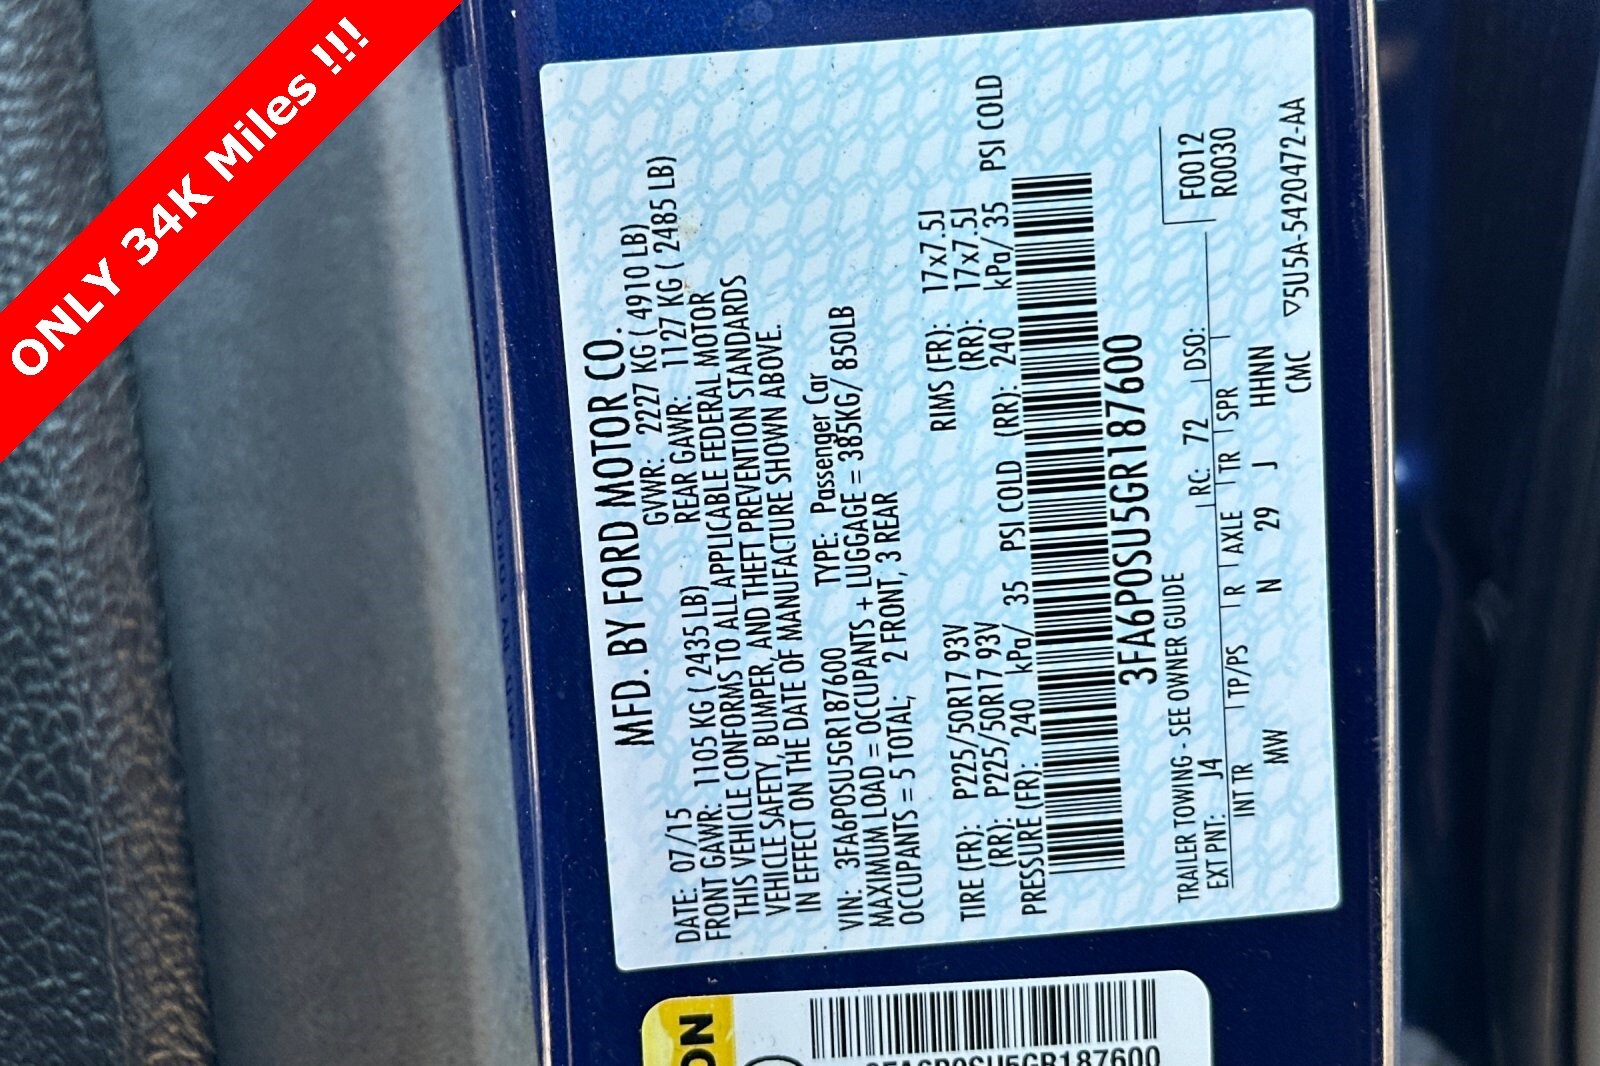 ONLY 34K Miles !!!
MFD. BY FORD MOTOR CO.
DATE: 07/15 GVWR: 2227 KG ( 4910 LB)
FRONT GAWR: 1105 KG ( 2435 LB) REAR GAWR: 1127 KG ( 2485 LB)
THIS VEHICLE CONFORMS TO ALL APPLICABLE FEDERAL MOTOR
VEHICLE SAFETY, BUMPER, AND THEFT PREVENTION STANDARDS
IN EFFECT ON THE DATE OF MANUFACTURE SHOWN ABOVE.
VIN: 3FA6P0SU5GR187600 TYPE: Passenger Car
MAXIMUM LOAD = OCCUPANTS + LUGGAGE = 385KG/ 850LB
OCCUPANTS = 5 TOTAL, 2 FRONT, 3 REAR
TIRE (FR): P225/50R17 93V RIMS (FR): 17x7.5J
(RR): P225/50R17 93V (RR): 17x7.5J
PRESSURE (FR): 240 kPa/ 35 PSI COLD (RR): 240 kPa/ 35 PSI COLD
3FA6P0SU5GR187600
TRAILER TOWING - SEE OWNER GUIDE
F0012
EXT PNT: J4 RC: 72 DSO: R0030
INT TR TP/PS R AXLE TR SPR
MW N 29 J HHNN
CMC ▽5U5A-5420472-AA
ON
3FA6P0SU5GR187600